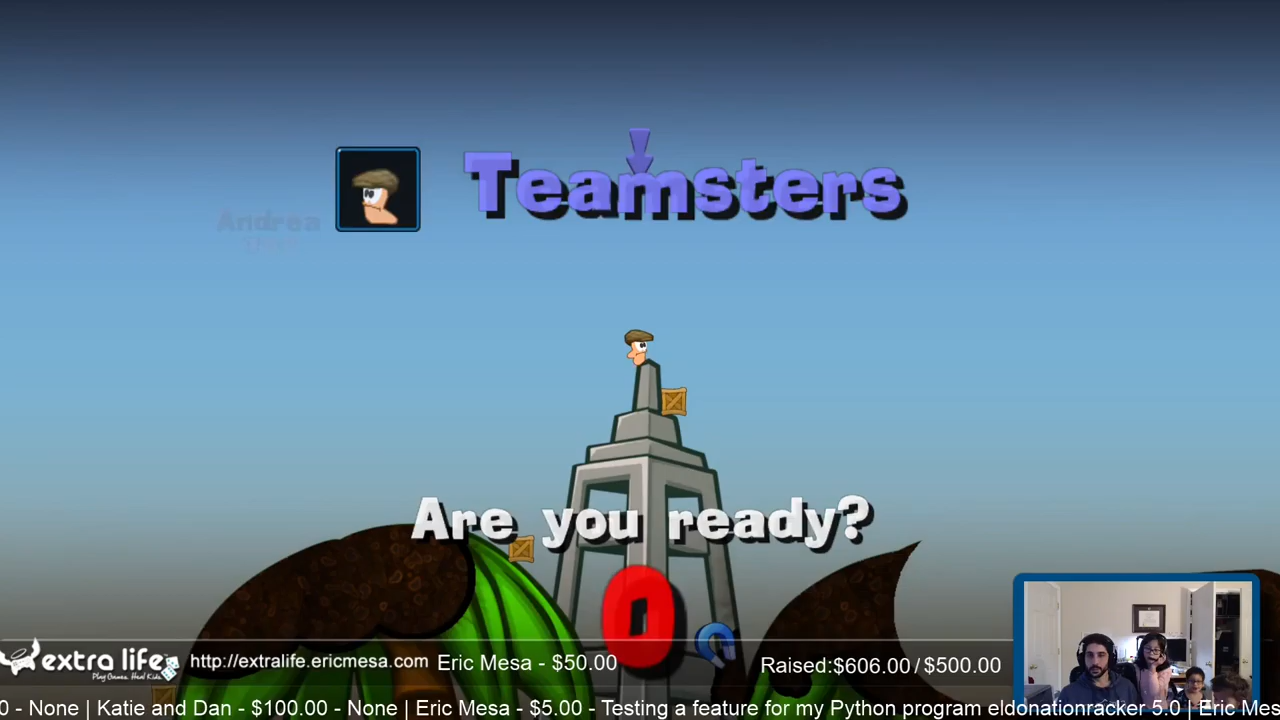 Teamsters
Andrea
Are you ready?
0
extra life
Play Games. Heal Kids.
http://extralife.ericmesa.com
Eric Mesa - $50.00
Raised:$606.00/$500.00
0 - None | Katie and Dan - $100.00 - None | Eric Mesa - $5.00 - Testing a feature for my Python program eldonationracker 5.0 | Eric Mes